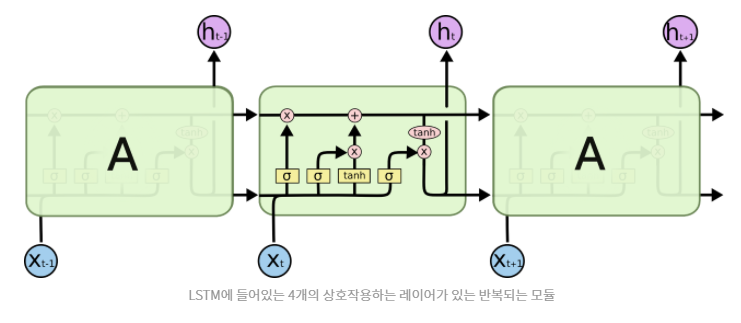 ht-1 ht ht+1
x + tanh x + tanh x + tanh
A x x A x
σ σ tanh σ
Xt-1 Xt Xt+1
LSTM에 들어있는 4개의 상호작용하는 레이어가 있는 반복되는 모듈